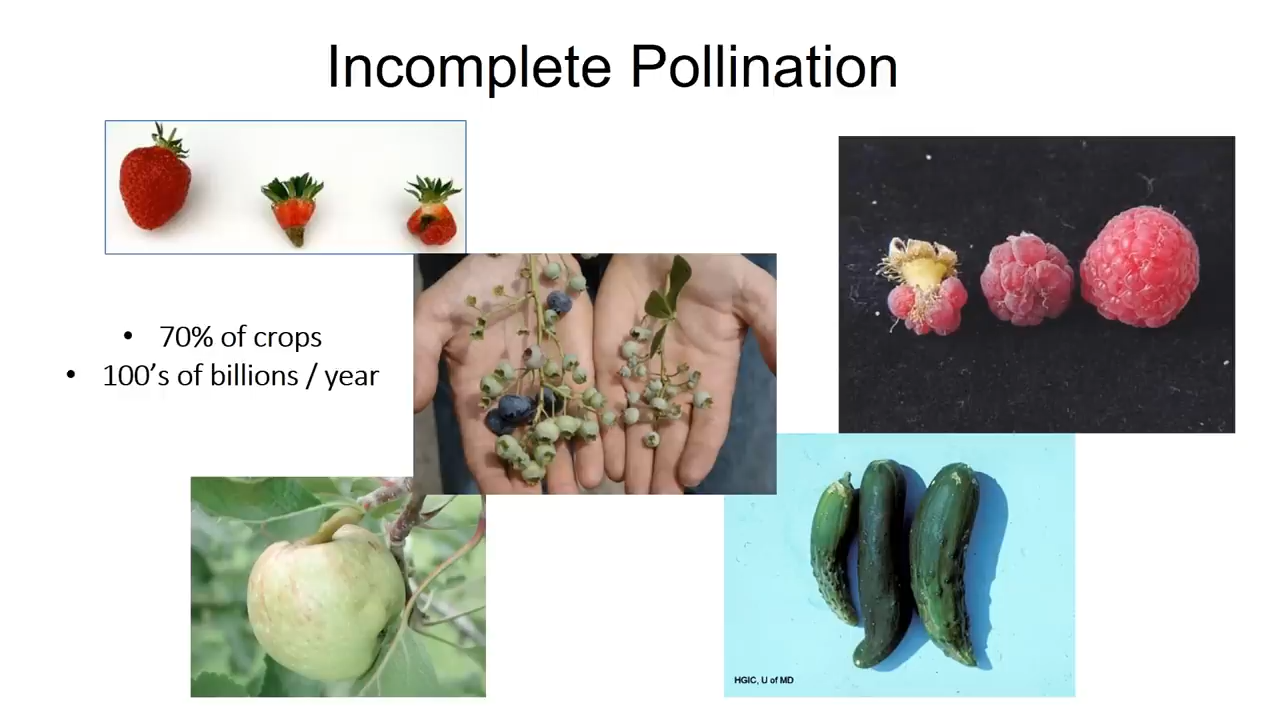 Incomplete Pollination
• 70% of crops
• 100’s of billions / year
HGIC, U of MD